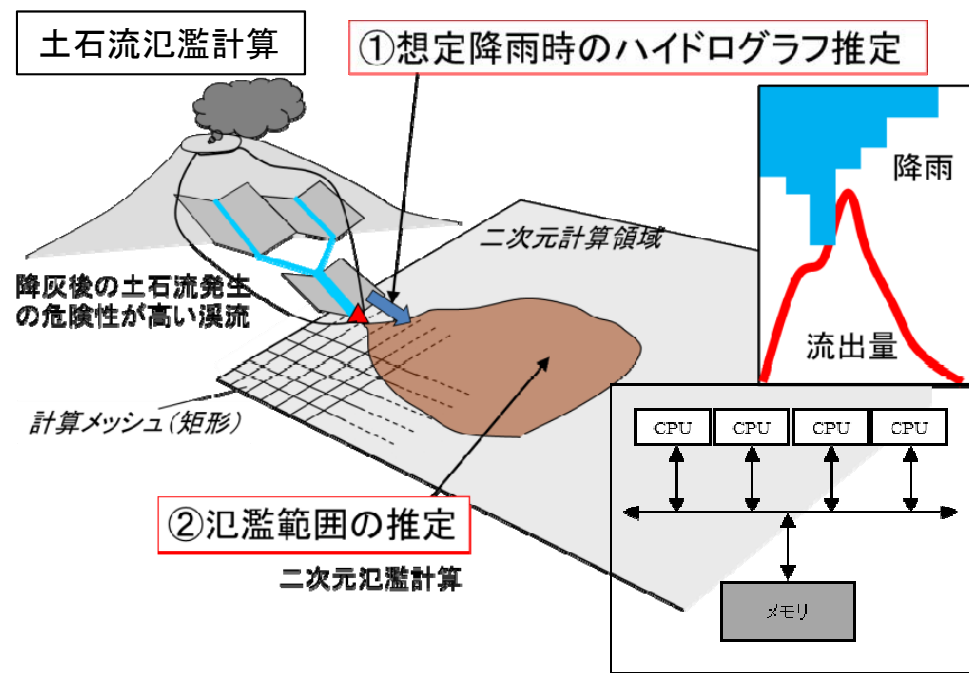 土石流氾濫計算
①想定降雨時のハイドログラフ推定
降雨
二次元計算領域
降灰後の土石流発生
の危険性が高い渓流
流出量
計算メッシュ(矩形)
CPU CPU CPU CPU
②氾濫範囲の推定
二次元氾濫計算
メモリ